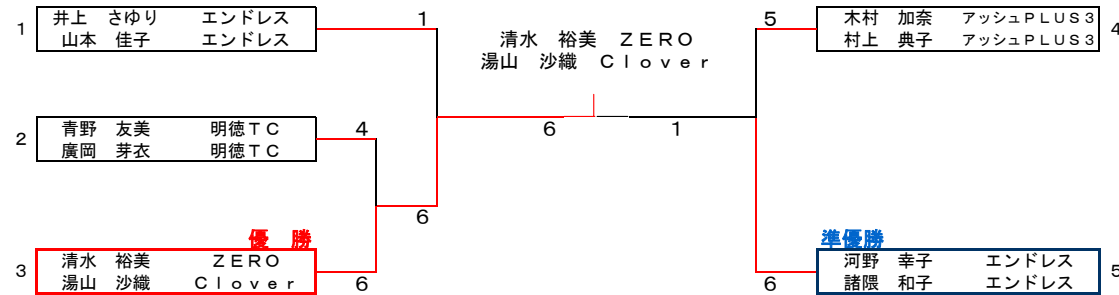 1 井上 さゆり エンドレス
山本 佳子 エンドレス
1
清水 裕美 ZERO
湯山 沙織 Clover
5
木村 加奈 アッシュPLUS3
村上 典子 アッシュPLUS3
4
2 青野 友美 明徳TC
廣岡 芽衣 明徳TC
4
6
1
6
優 勝
3 清水 裕美 ZERO
湯山 沙織 Clover
6
準優勝
6
河野 幸子 エンドレス
諸隈 和子 エンドレス
5